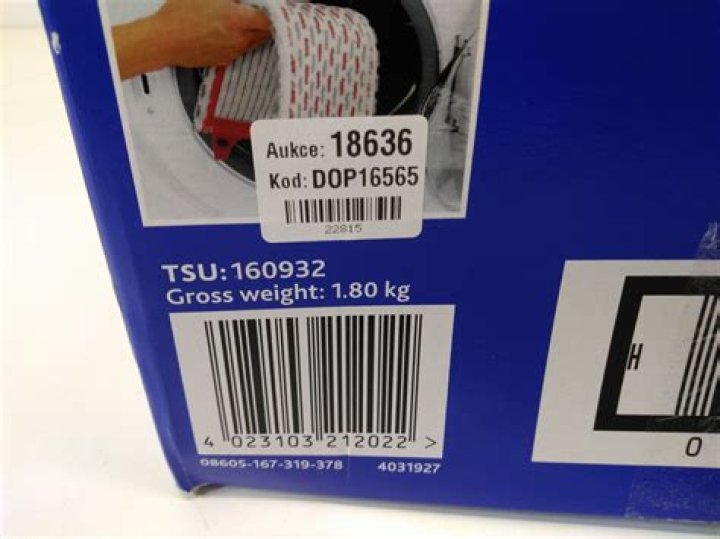 Aukce: 18636
Kod: DOP16565
22815
TSU: 160932
Gross weight: 1.80 kg
4 023103 212022 >
08605-167-319-378 4031927
H
0